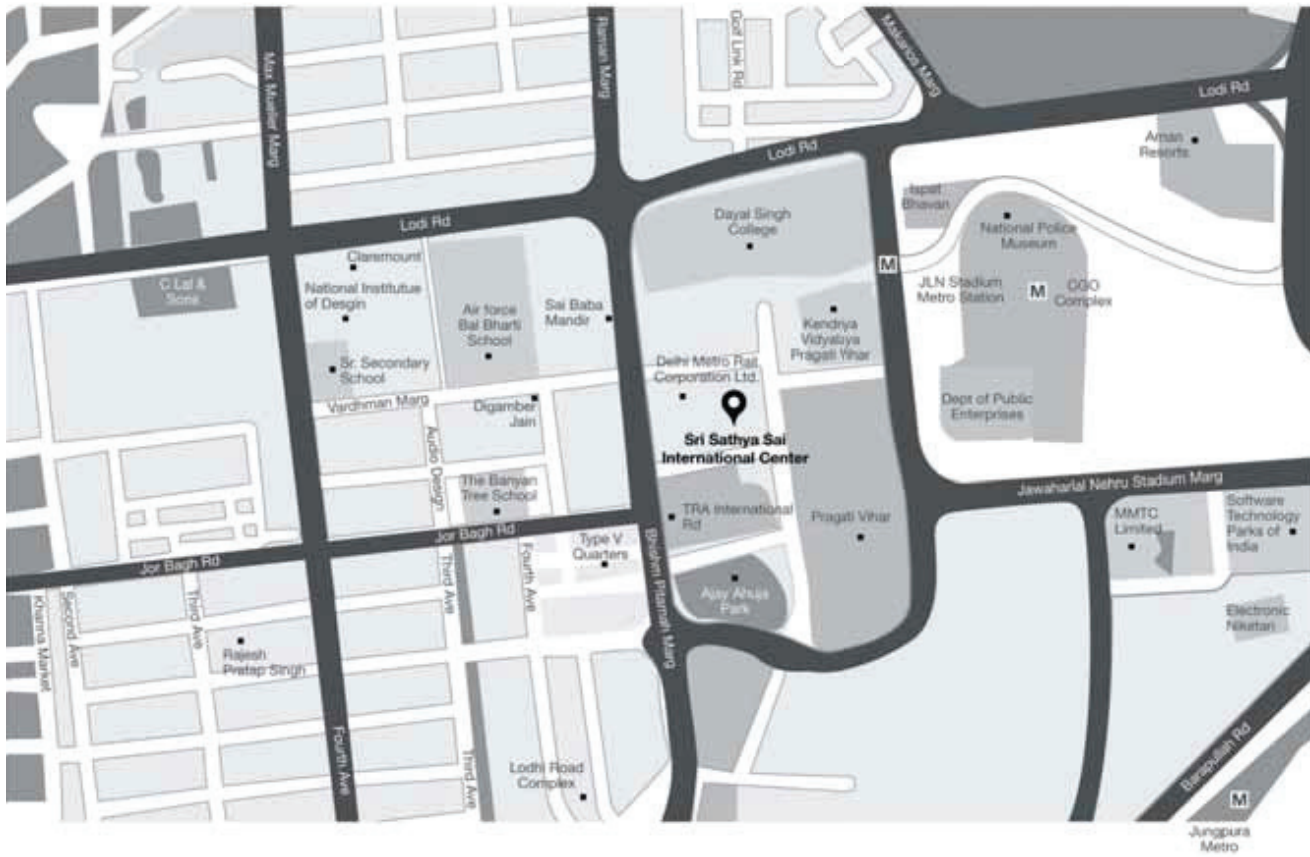 Max Mueller Marg
Raman Marg
Golf Link Rd
Makarios Marg
Lodi Rd
Lodi Rd
Lodi Rd
Aman
Resorts
Ispat
Bhavan
National Police
Museum
Dayal Singh
College
M
JLN Stadium
Metro Station
M
CGO
Complex
C Lal &
Sons
Claremount
National Institutue
of Desgin
Sr. Secondary
School
Air force
Bal Bharti
School
Sai Baba
Mandir
Kendriya
Vidyalaya
Pragati Vihar
Delhi Metro Rail
Corporation Ltd.
Sri Sathya Sai
International Center
Dept of Public
Enterprises
Vardhman Marg
Audio Design
Digamber
Jain
The Banyan
Tree School
Jor Bagh Rd
Jor Bagh Rd
Type V
Quarters
TRA International
Rd
Pragati Vihar
Ajay Ahuja
Park
Bhishm Pitamah Marg
Jawaharlal Nehru Stadium Marg
MMTC
Limited
Software
Technology
Parks of
India
Electronic
Niketan
Khanna Market
Second Ave
Third Ave
Rajesh
Pratap Singh
Fourth Ave
Third Ave
Fourth Ave
Third Ave
Lodhi Road
Complex
Barapullah Rd
M
Jungpura
Metro